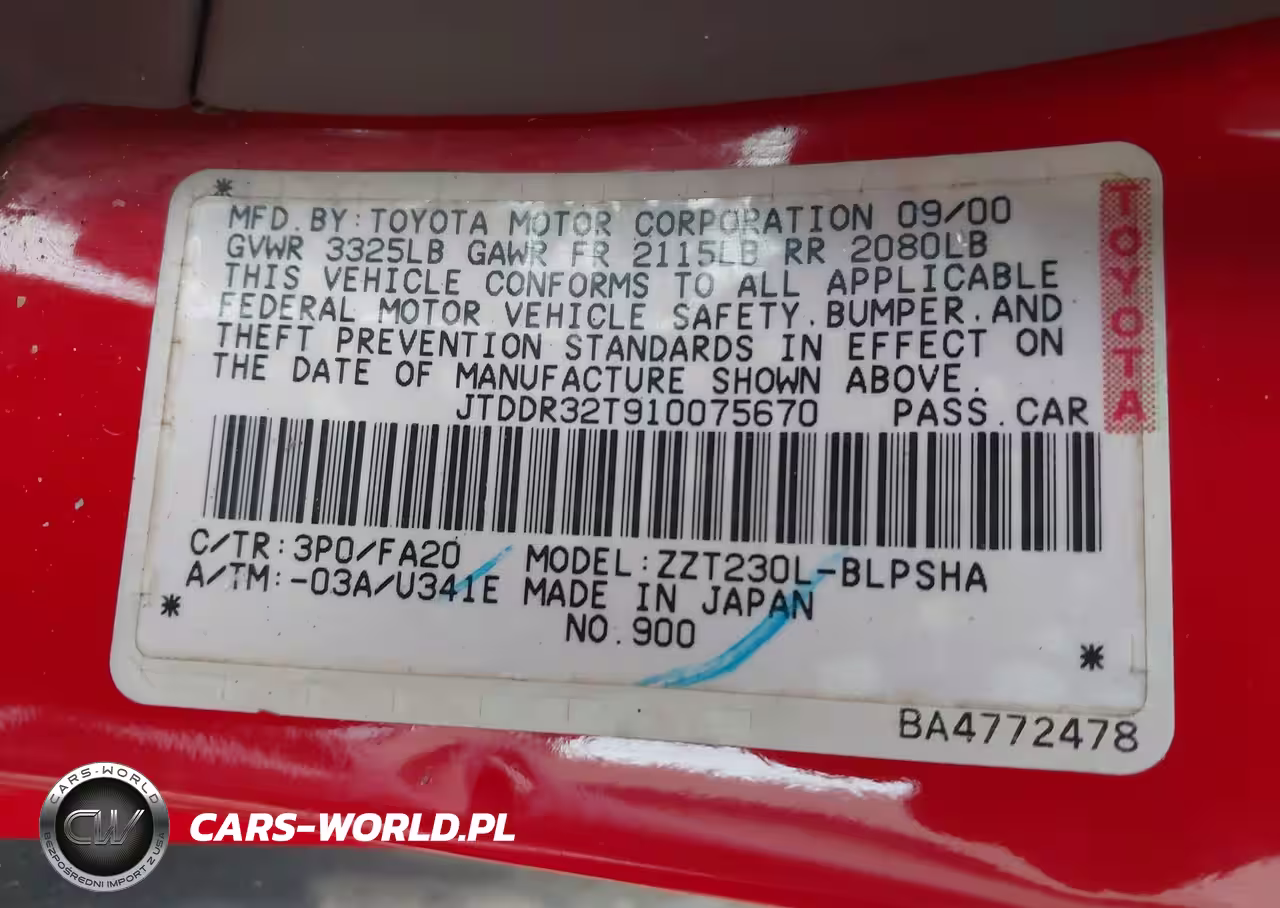 MFD. BY: TOYOTA MOTOR CORPORATION 09/00
GVWR 3325LB GAWR FR 2115LB RR 2080LB
THIS VEHICLE CONFORMS TO ALL APPLICABLE
FEDERAL MOTOR VEHICLE SAFETY, BUMPER, AND
THEFT PREVENTION STANDARDS IN EFFECT ON
THE DATE OF MANUFACTURE SHOWN ABOVE.
JTDDR32T910075670 PASS. CAR
TOYOTA
C/TR: 3P0/FA20 MODEL: ZZT230L-BLPSHA
A/TM: -03A/U341E MADE IN JAPAN
NO. 900
BA4772478
CARS-WORLD
CW
BEZPOŚREDNI IMPORT Z USA
CARS-WORLD.PL